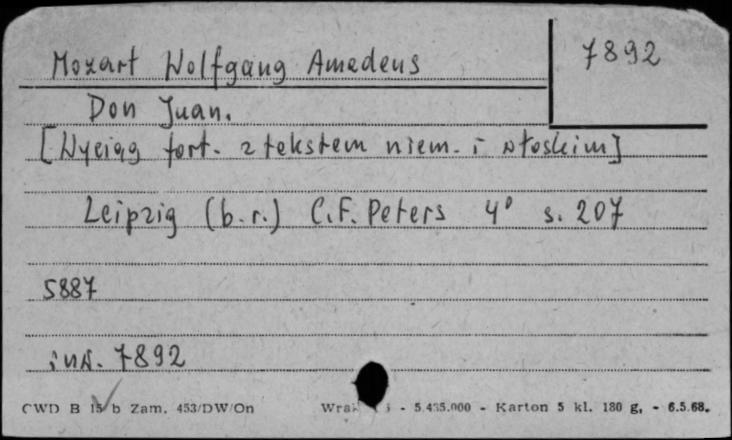 Mozart Wolfgang Amadeus
7892
Don Juan.
[Wyciąg fort. z tekstem niem. i włoskim]
Leipzig (b.r.) C.F. Peters 4° s. 207
5887
inw. 7892
CWD B 15/b Zam. 453/DW/On - 5.435.000 - Karton 5 kl. 180 g, - 6.5.68.